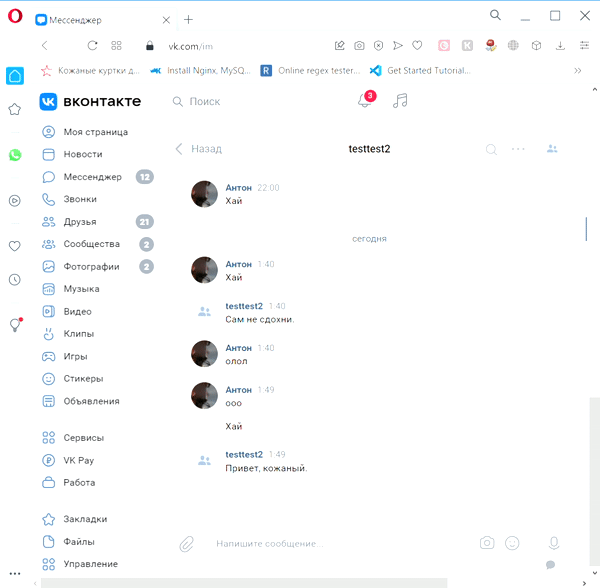 Мессенджер
vk.com/im
Кожаные куртки д...
Install Nginx, MySQ...
R
Online regex tester...
Get Started Tutorial...
вконтакте
Поиск
3
Моя страница
Новости
Мессенджер 12
Звонки
Друзья 21
Сообщества 2
Фотографии 2
Музыка
Видео
Клипы
Игры
Стикеры
Объявления
Сервисы
VK Pay
Работа
Закладки
Файлы
Управление
Назад
testtest2
Антон 22:00
Хай
сегодня
Антон 1:40
Хай
testtest2 1:40
Сам не сдохни.
Антон 1:40
олол
Антон 1:49
ооо
Хай
testtest2 1:49
Привет, кожаный.
Напишите сообщение...